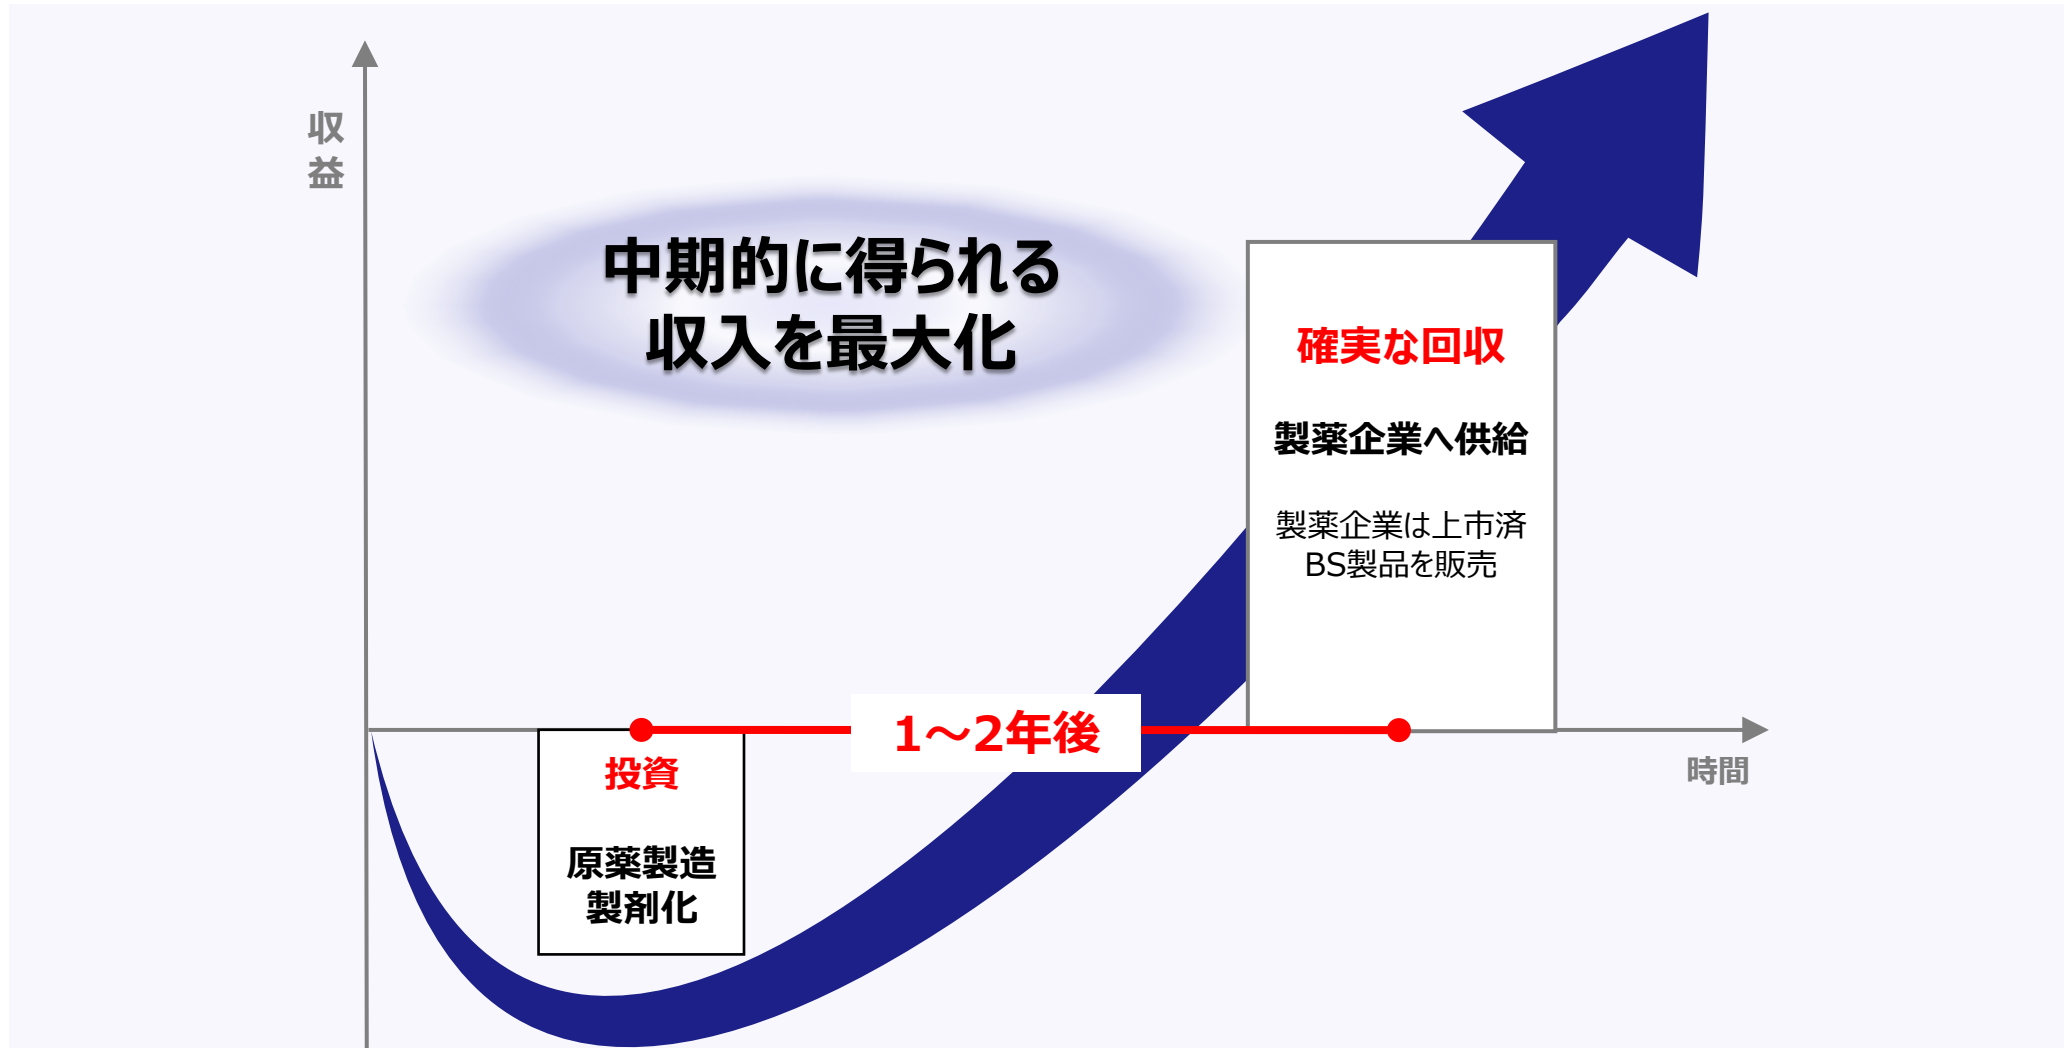 収益
中期的に得られる
収入を最大化
確実な回収
製薬企業へ供給
製薬企業は上市済
BS製品を販売
1～2年後
投資
原薬製造
製剤化
時間